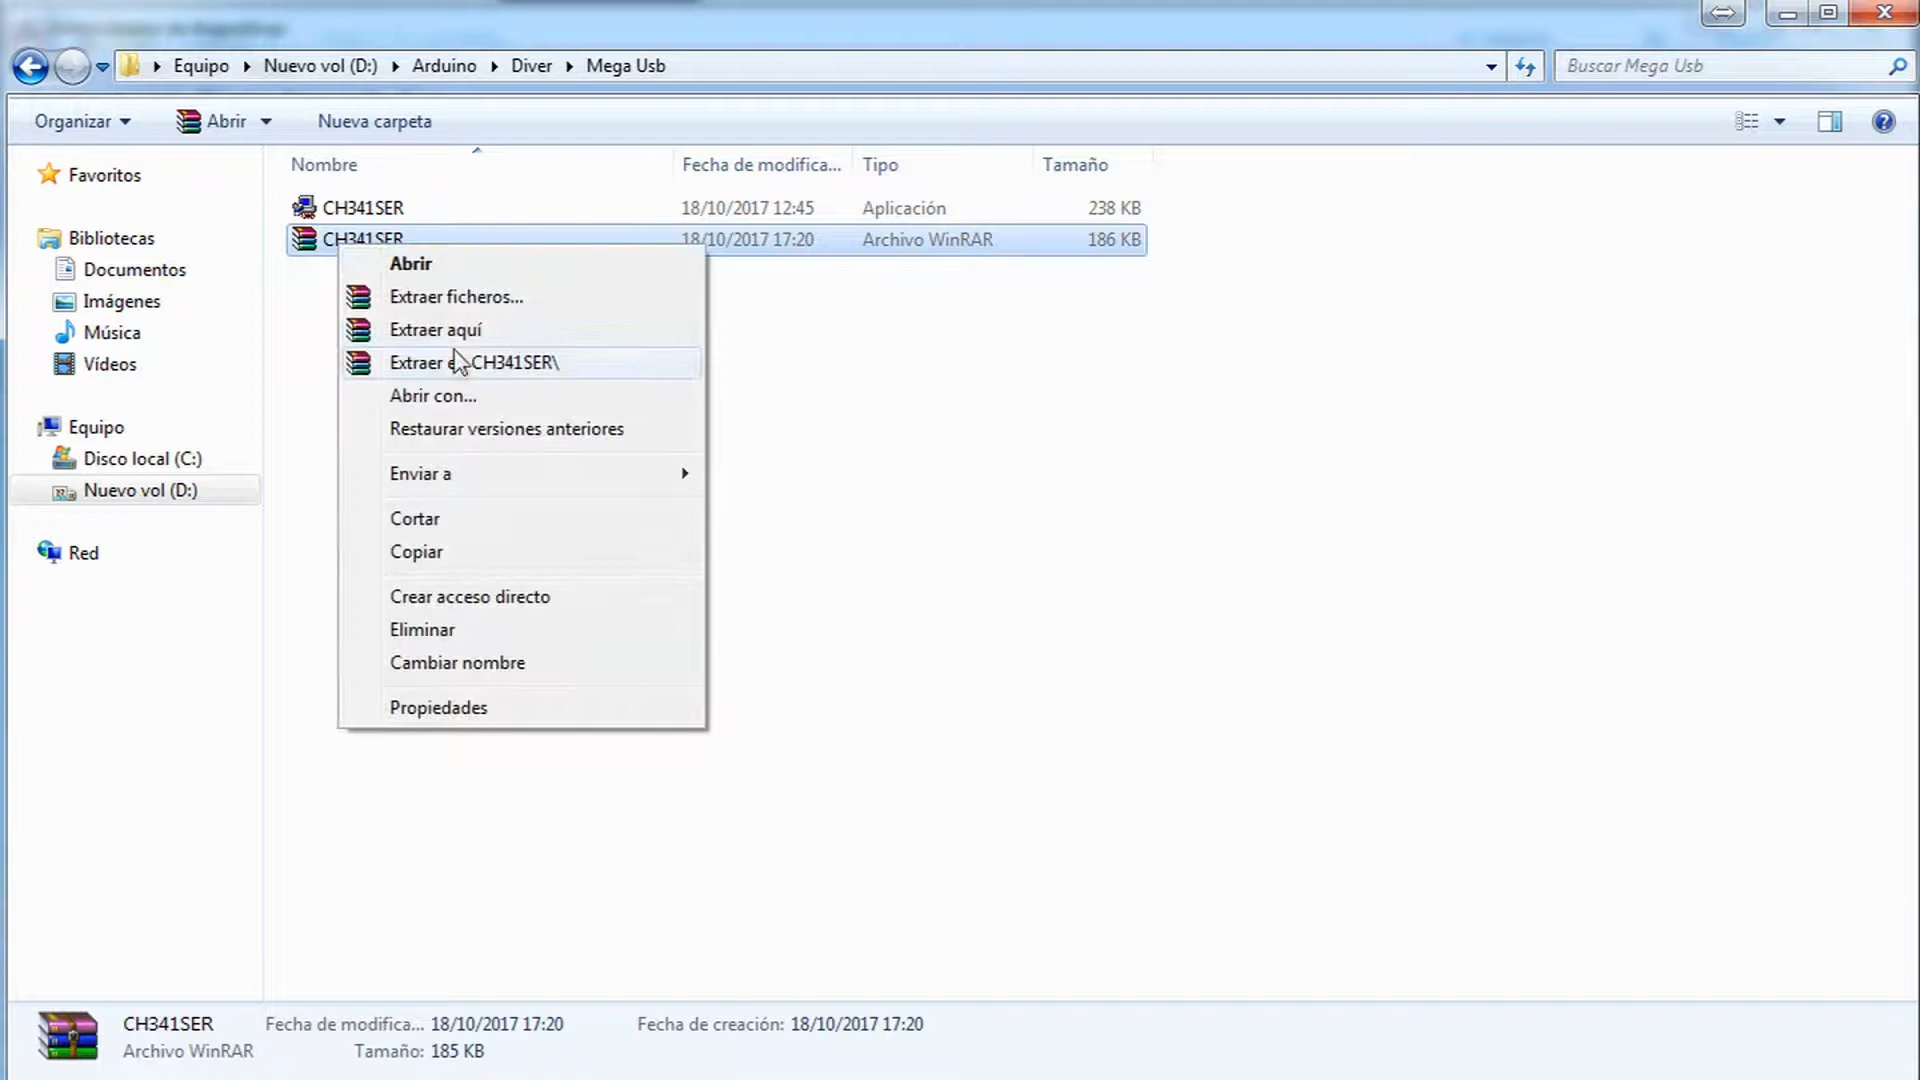 Equipo ▸ Nuevo vol (D:) ▸ Arduino ▸ Diver ▸ Mega Usb
Buscar Mega Usb
Organizar
Abrir
Nueva carpeta
Nombre
Fecha de modifica...
Tipo
Tamaño
CH341SER 18/10/2017 12:45 Aplicación 238 KB
CH341SER 18/10/2017 17:20 Archivo WinRAR 186 KB
Favoritos
Bibliotecas
Documentos
Imágenes
Música
Vídeos
Equipo
Disco local (C:)
Nuevo vol (D:)
Red
Abrir
Extraer ficheros...
Extraer aquí
Extraer CH341SER\
Abrir con...
Restaurar versiones anteriores
Enviar a
Cortar
Copiar
Crear acceso directo
Eliminar
Cambiar nombre
Propiedades
CH341SER Fecha de modifica... 18/10/2017 17:20 Fecha de creación: 18/10/2017 17:20
Archivo WinRAR Tamaño: 185 KB